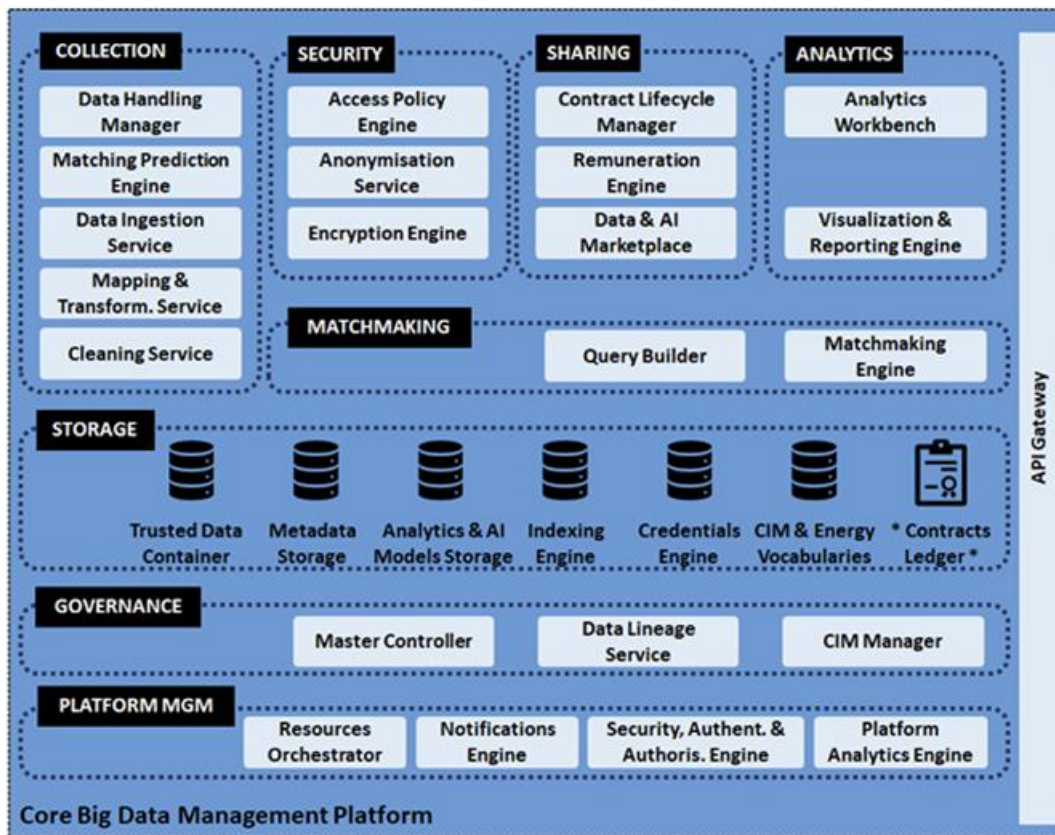 COLLECTION
Data Handling
Manager
Matching Prediction
Engine
Data Ingestion
Service
Mapping &
Transform. Service
Cleaning Service
SECURITY
Access Policy
Engine
Anonymisation
Service
Encryption Engine
SHARING
Contract Lifecycle
Manager
Remuneration
Engine
Data & AI
Marketplace
ANALYTICS
Analytics
Workbench
Visualization &
Reporting Engine
MATCHMAKING
Query Builder
Matchmaking
Engine
STORAGE
Trusted Data
Container
Metadata
Storage
Analytics & AI
Models Storage
Indexing
Engine
Credentials
Engine
CIM & Energy
Vocabularies
* Contracts
Ledger *
GOVERNANCE
Master Controller
Data Lineage
Service
CIM Manager
PLATFORM MGM
Resources
Orchestrator
Notifications
Engine
Security, Authent. &
Authoris. Engine
Platform
Analytics Engine
Core Big Data Management Platform
API Gateway